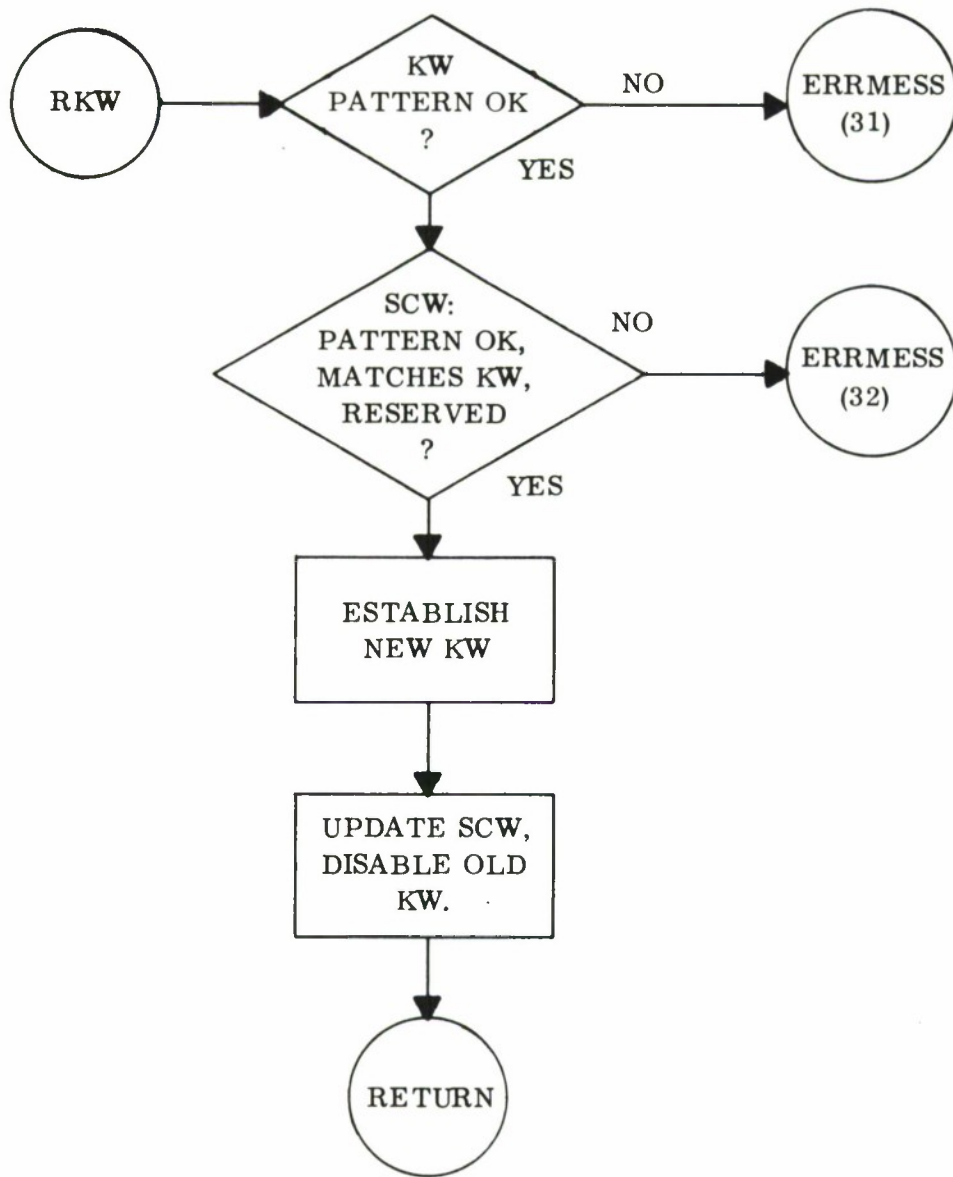 RKW
KW
PATTERN OK
?
NO
ERRMESS
(31)
YES
SCW:
PATTERN OK,
MATCHES KW,
RESERVED
?
NO
ERRMESS
(32)
YES
ESTABLISH
NEW KW
UPDATE SCW,
DISABLE OLD
KW.
RETURN